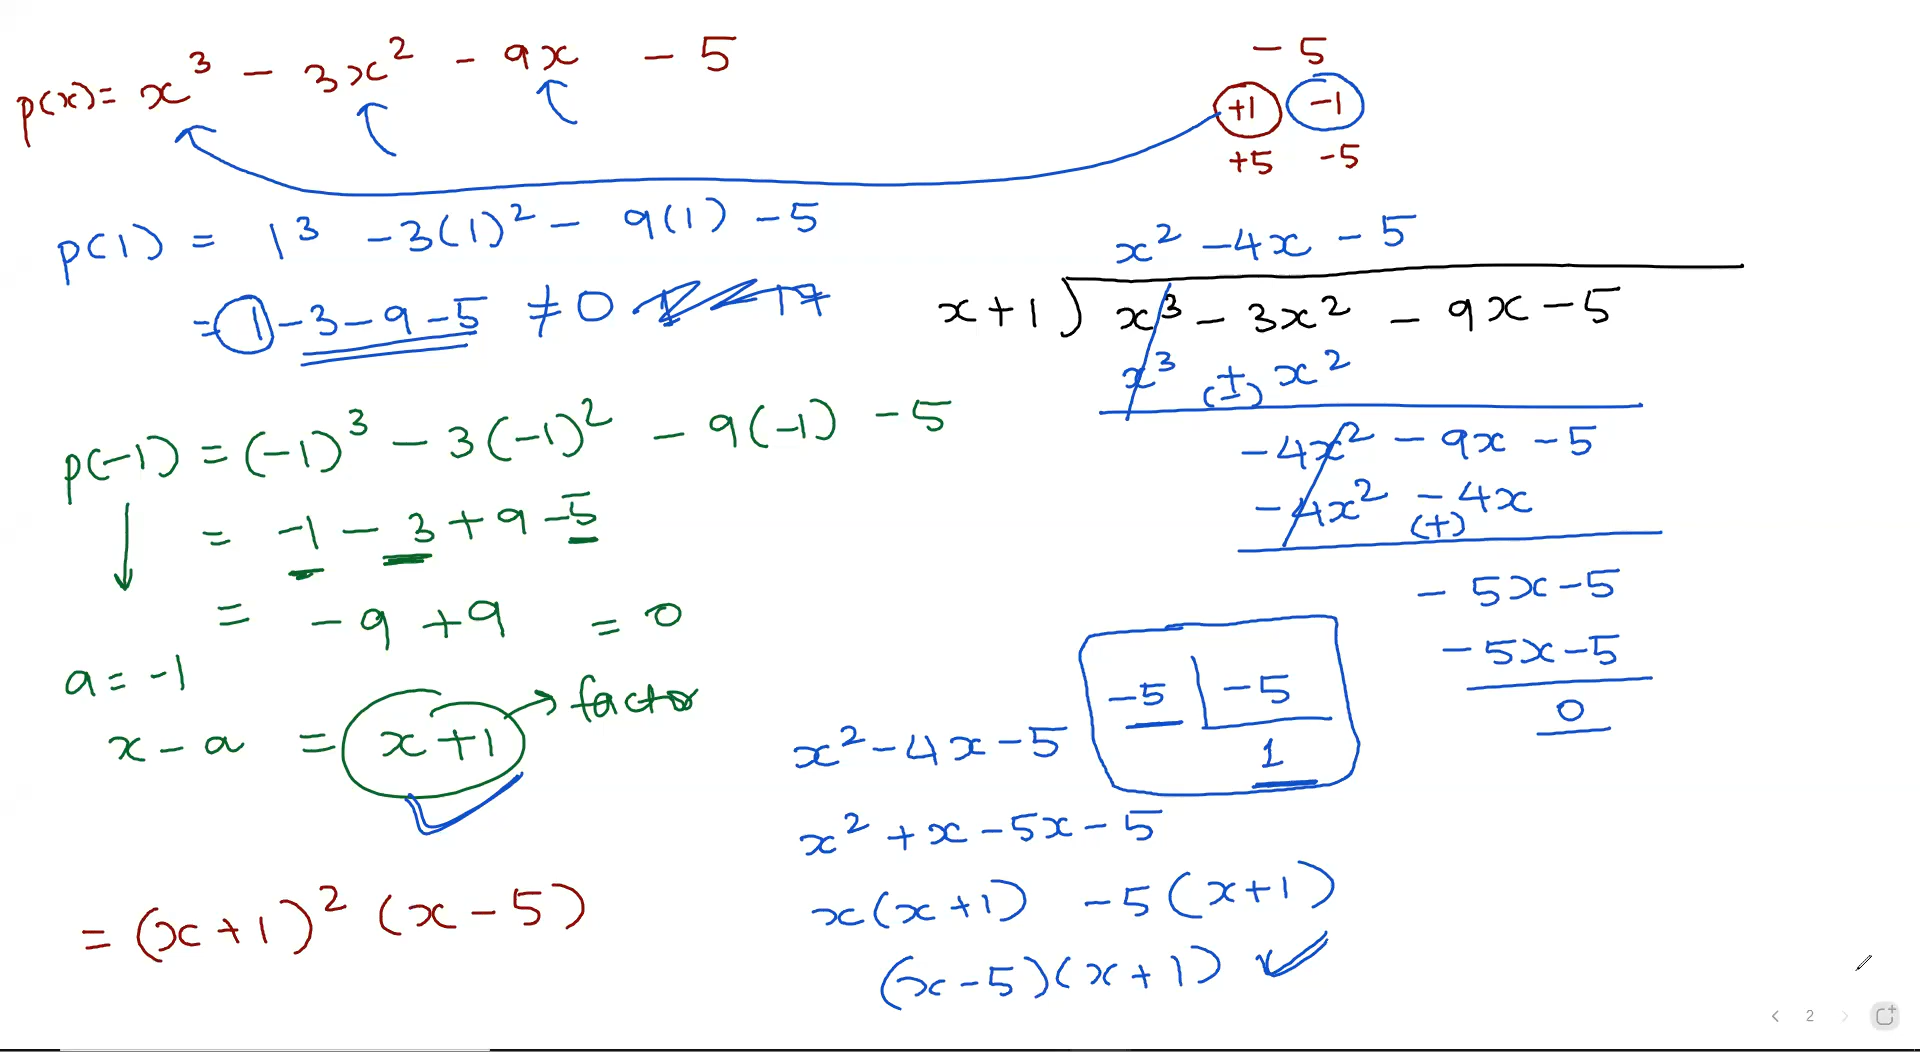 p(x)= x³ - 3x² - 9x - 5
p(1) = 1³ -3(1)² - 9(1) -5
= 1 -3-9-5 ≠ 0
p(-1) = (-1)³ - 3(-1)² - 9(-1) -5
= -1 - 3 + 9 -5
= -9 + 9 = 0
a = -1
x - a = x+1 → factor
= (x+1)² (x-5)
-5
+1 -1
+5 -5
x² -4x - 5
x+1 ) x³ - 3x² - 9x - 5
x³ (±) x²
-4x² - 9x - 5
-4x² - 4x
(+)
- 5x - 5
- 5x - 5
0
x² - 4x - 5
-5 -5
1
x² + x - 5x - 5
x(x+1) -5(x+1)
(x-5)(x+1)
2